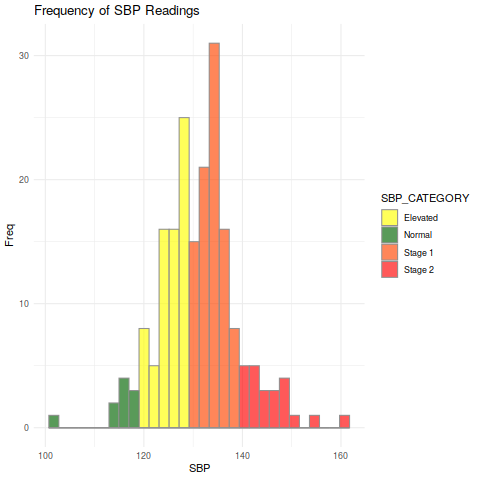 Frequency of SBP Readings
30
20
10
0
Freq
100 120 140 160
SBP
SBP_CATEGORY
Elevated
Normal
Stage 1
Stage 2